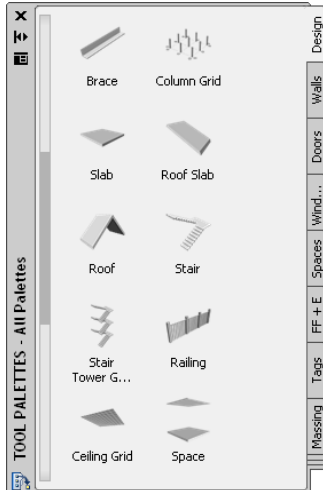 TOOL PALETTES - All Palettes
Brace
Column Grid
Slab
Roof Slab
Roof
Stair
Stair
Tower G...
Railing
Ceiling Grid
Space
Design
Walls
Doors
Wind...
Spaces
FF + E
Tags
Massing